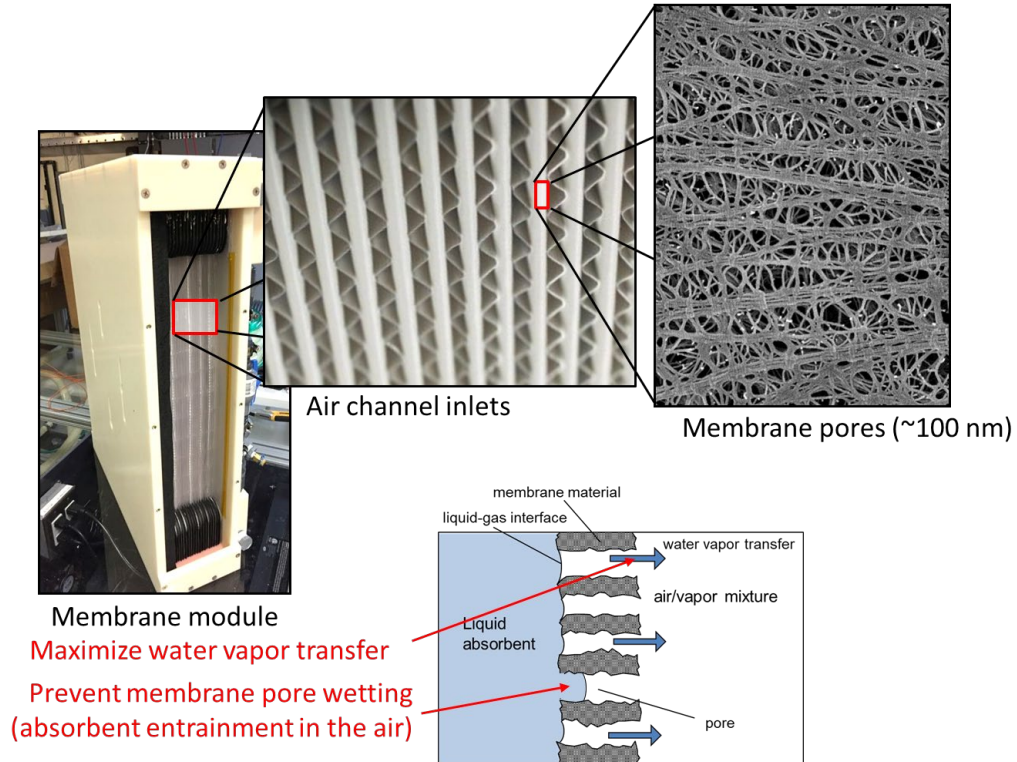 Air channel inlets
Membrane pores (~100 nm)
Membrane module
Maximize water vapor transfer
Prevent membrane pore wetting
(absorbent entrainment in the air)
membrane material
liquid-gas interface
water vapor transfer
air/vapor mixture
Liquid
absorbent
pore